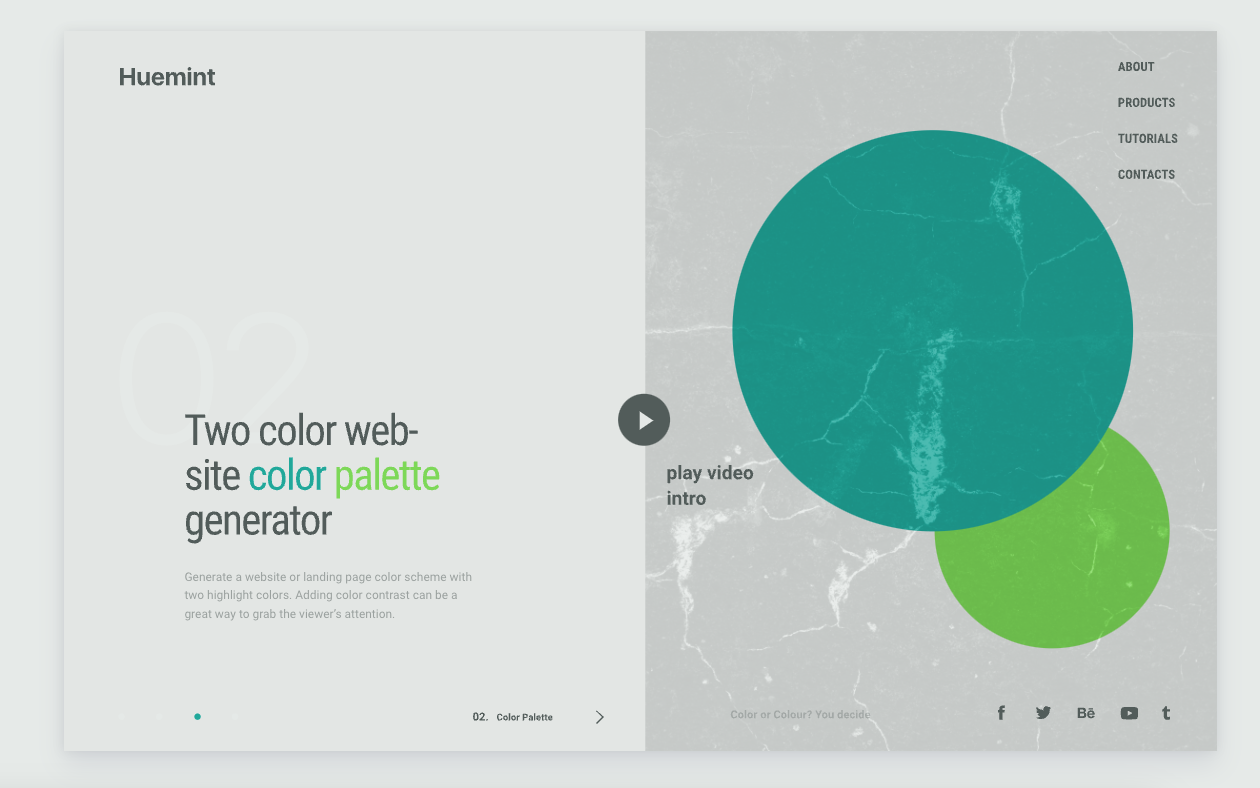 Huemint
ABOUT
PRODUCTS
TUTORIALS
CONTACTS
02
Two color web-
site color palette
generator
play video
intro
Generate a website or landing page color scheme with
two highlight colors. Adding color contrast can be a
great way to grab the viewer's attention.
02. Color Palette
Color or Colour? You decide
f
Bē
t